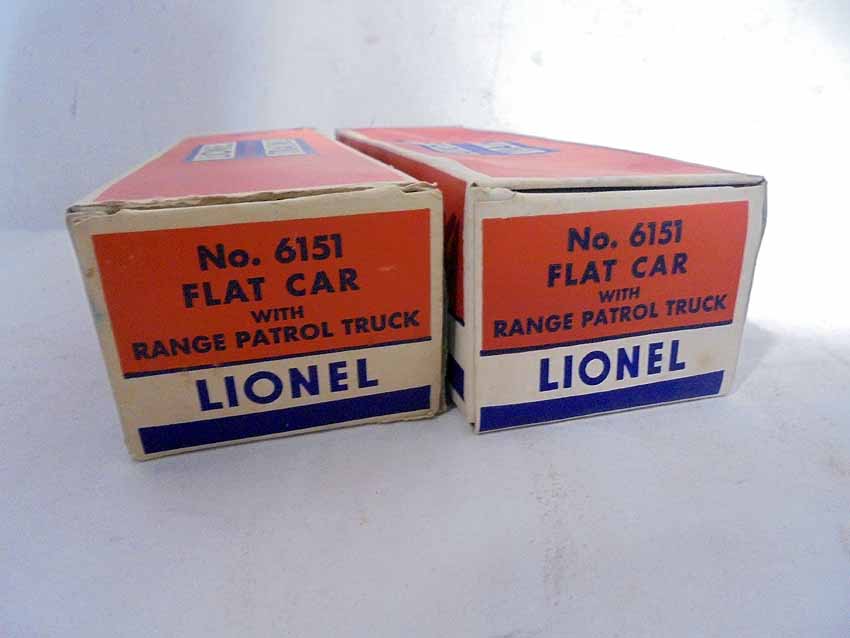 No. 6151
FLAT CAR
WITH
RANGE PATROL TRUCK
LIONEL
No. 6151
FLAT CAR
WITH
RANGE PATROL TRUCK
LIONEL